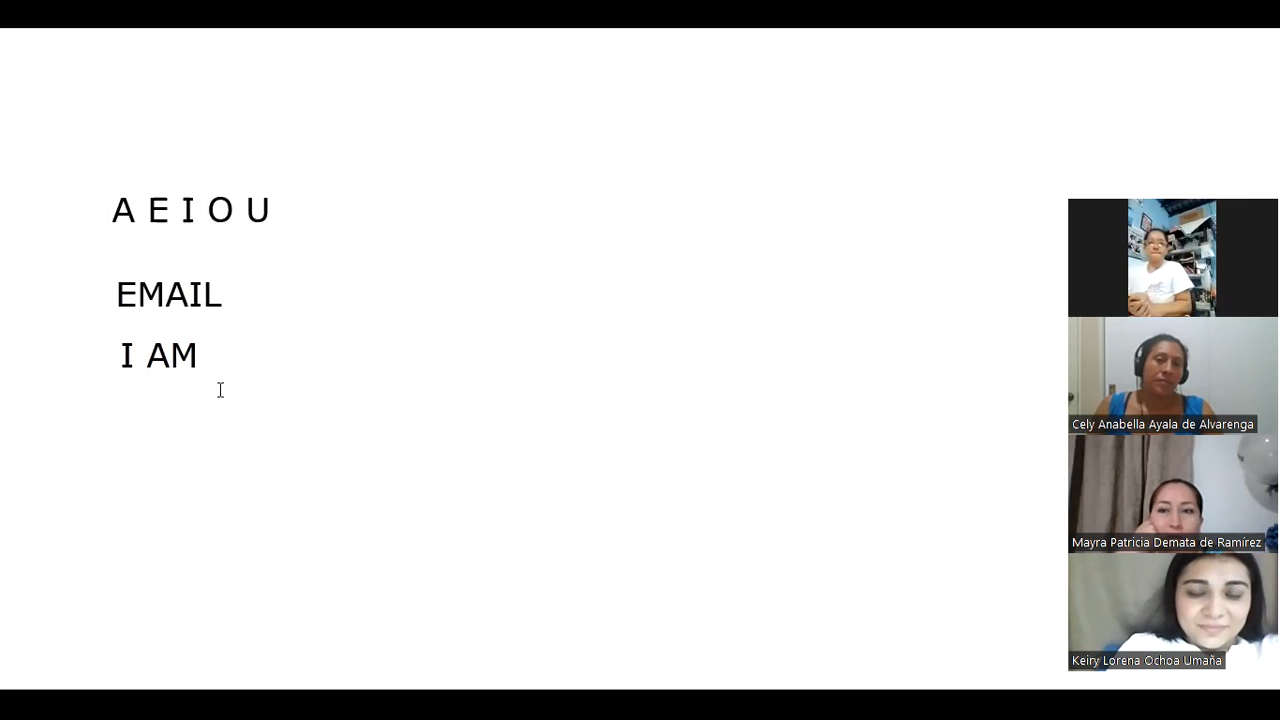 A E I O U
EMAIL
I AM
Cely Anabella Ayala de Alvarenga
Mayra Patricia Demata de Ramírez
Keiry Lorena Ochoa Umaña